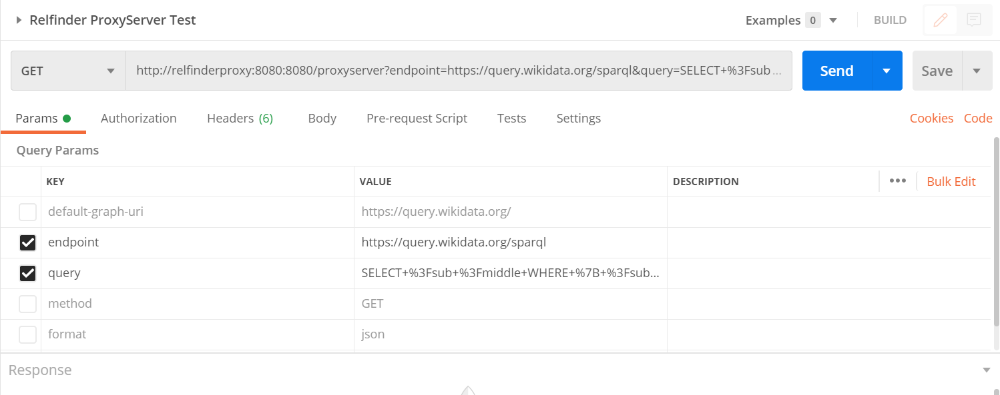 Relfinder ProxyServer Test Examples 0 BUILD
GET http://relfinderproxy:8080:8080/proxyserver?endpoint=https://query.wikidata.org/sparql&query=SELECT+%3Fsub... Send Save
Params Authorization Headers (6) Body Pre-request Script Tests Settings Cookies Code
Query Params
KEY VALUE DESCRIPTION ••• Bulk Edit
default-graph-uri https://query.wikidata.org/
endpoint https://query.wikidata.org/sparql
query SELECT+%3Fsub+%3Fmiddle+WHERE+%7B+%3Fsub...
method GET
format json
Response